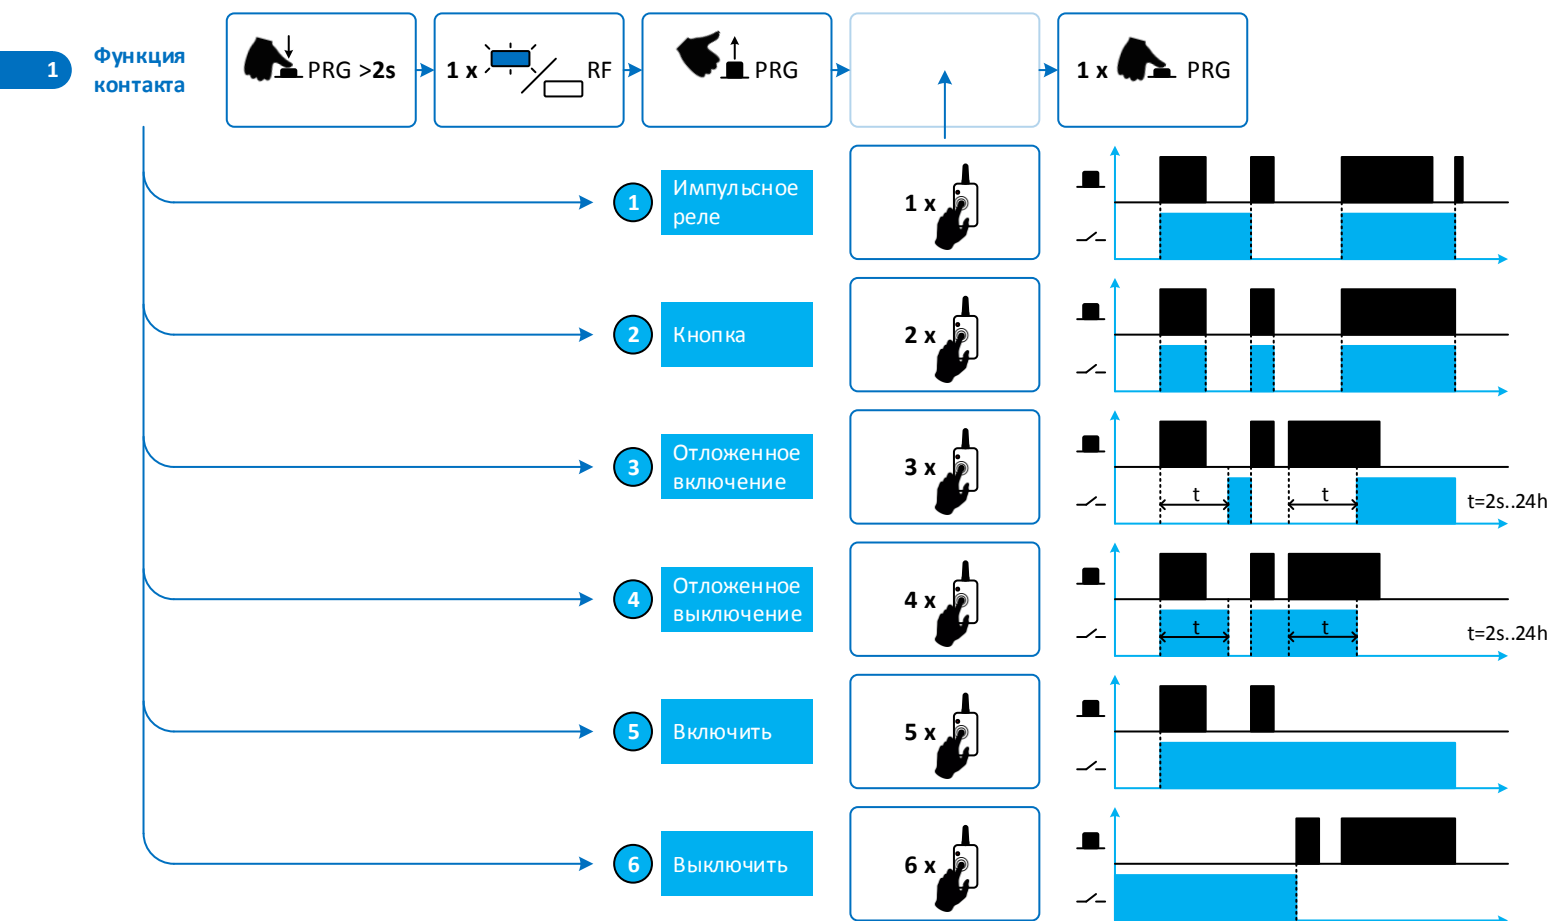 1
Функция
контакта
PRG >2s
1 x
RF
PRG
1 x
PRG
1
Импульсное
реле
1 x
2
Кнопка
2 x
3
Отложенное
включение
3 x
t
t
t=2s..24h
4
Отложенное
выключение
4 x
t
t
t=2s..24h
5
Включить
5 x
6
Выключить
6 x